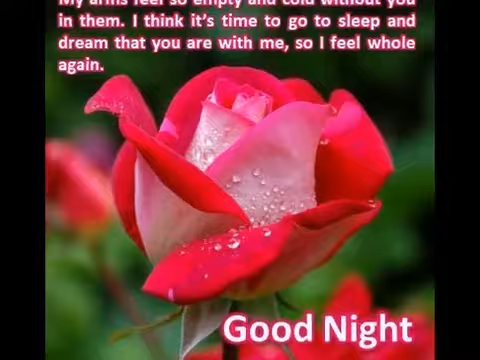 My arms feel so empty and cold without you
in them. I think it's time to go to sleep and
dream that you are with me, so I feel whole
again.
Good Night